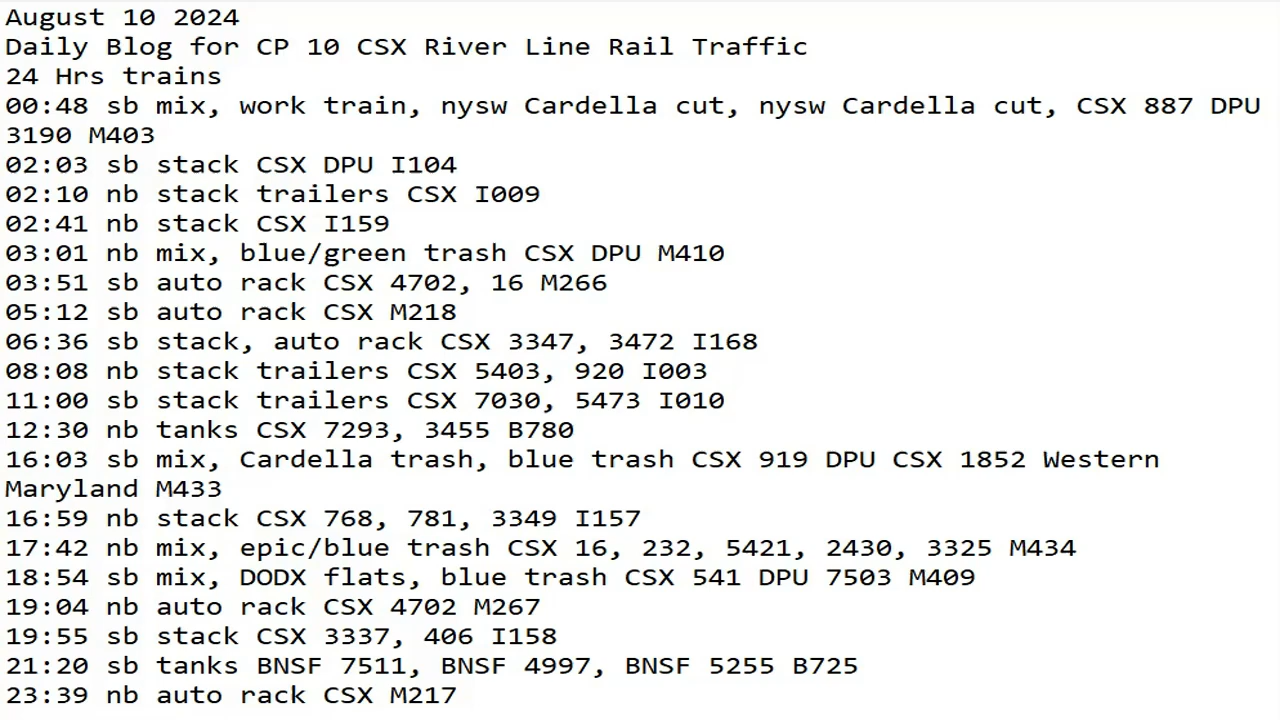 August 10 2024
Daily Blog for CP 10 CSX River Line Rail Traffic
24 Hrs trains
00:48 sb mix, work train, nysw Cardella cut, nysw Cardella cut, CSX 887 DPU
3190 M403
02:03 sb stack CSX DPU I104
02:10 nb stack trailers CSX I009
02:41 nb stack CSX I159
03:01 nb mix, blue/green trash CSX DPU M410
03:51 sb auto rack CSX 4702, 16 M266
05:12 sb auto rack CSX M218
06:36 sb stack, auto rack CSX 3347, 3472 I168
08:08 nb stack trailers CSX 5403, 920 I003
11:00 sb stack trailers CSX 7030, 5473 I010
12:30 nb tanks CSX 7293, 3455 B780
16:03 sb mix, Cardella trash, blue trash CSX 919 DPU CSX 1852 Western
Maryland M433
16:59 nb stack CSX 768, 781, 3349 I157
17:42 nb mix, epic/blue trash CSX 16, 232, 5421, 2430, 3325 M434
18:54 sb mix, DODX flats, blue trash CSX 541 DPU 7503 M409
19:04 nb auto rack CSX 4702 M267
19:55 sb stack CSX 3337, 406 I158
21:20 sb tanks BNSF 7511, BNSF 4997, BNSF 5255 B725
23:39 nb auto rack CSX M217